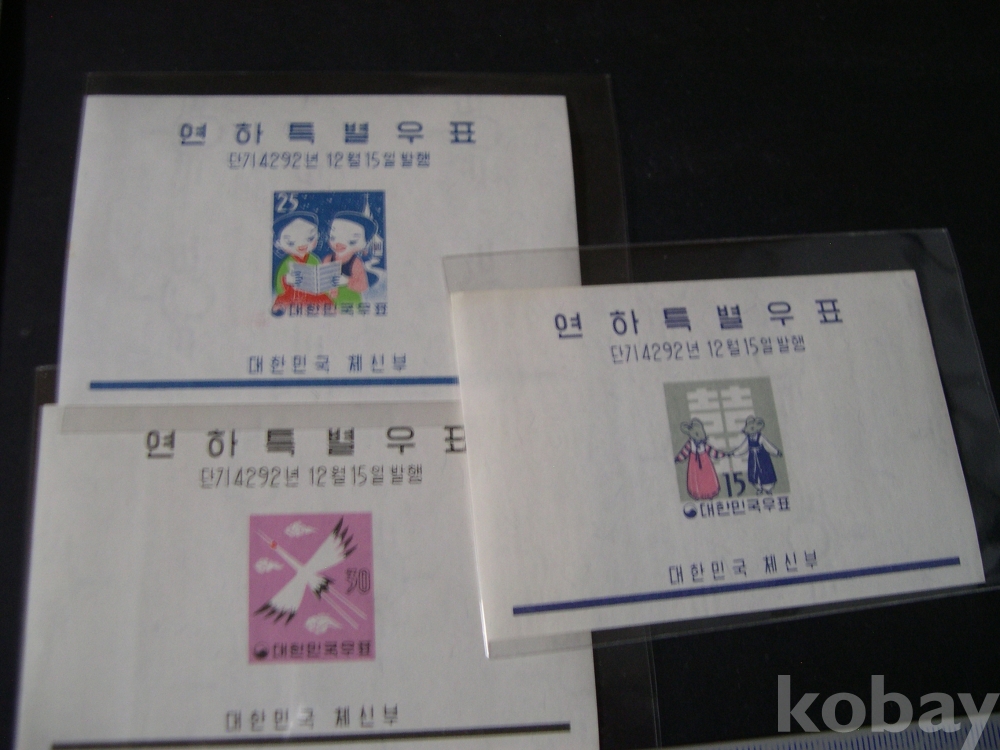 연하특별우표
단기4292년 12월 15일 발행
25
대한민국우표
대한민국 체신부
연하특별우표
단기4292년 12월 15일 발행
15
대한민국우표
대한민국 체신부
연하특별우표
단기4292년 12월 15일 발행
30
대한민국우표
대한민국 체신부
kobay